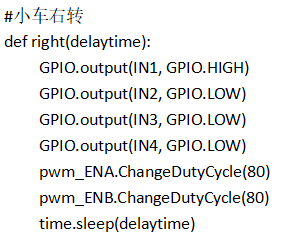 #小车右转
def right(delaytime):
GPIO.output(IN1, GPIO.HIGH)
GPIO.output(IN2, GPIO.LOW)
GPIO.output(IN3, GPIO.LOW)
GPIO.output(IN4, GPIO.LOW)
pwm_ENA.ChangeDutyCycle(80)
pwm_ENB.ChangeDutyCycle(80)
time.sleep(delaytime)